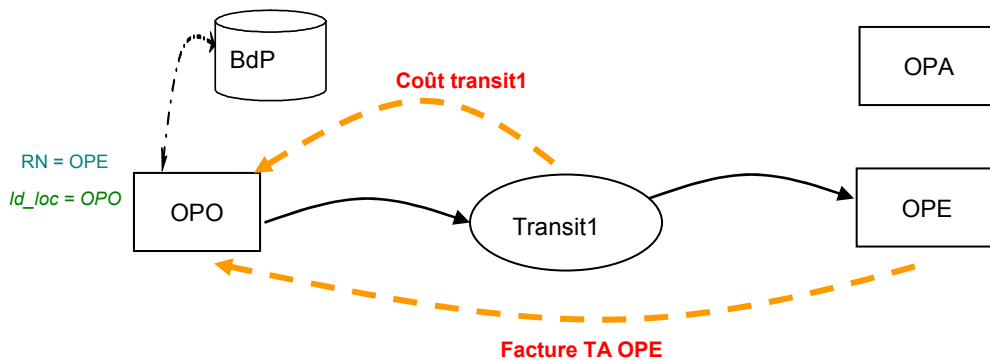 BdP
OPA
Coût transit1
RN = OPE
Id_loc = OPO
OPO
Transit1
OPE
Facture TA OPE